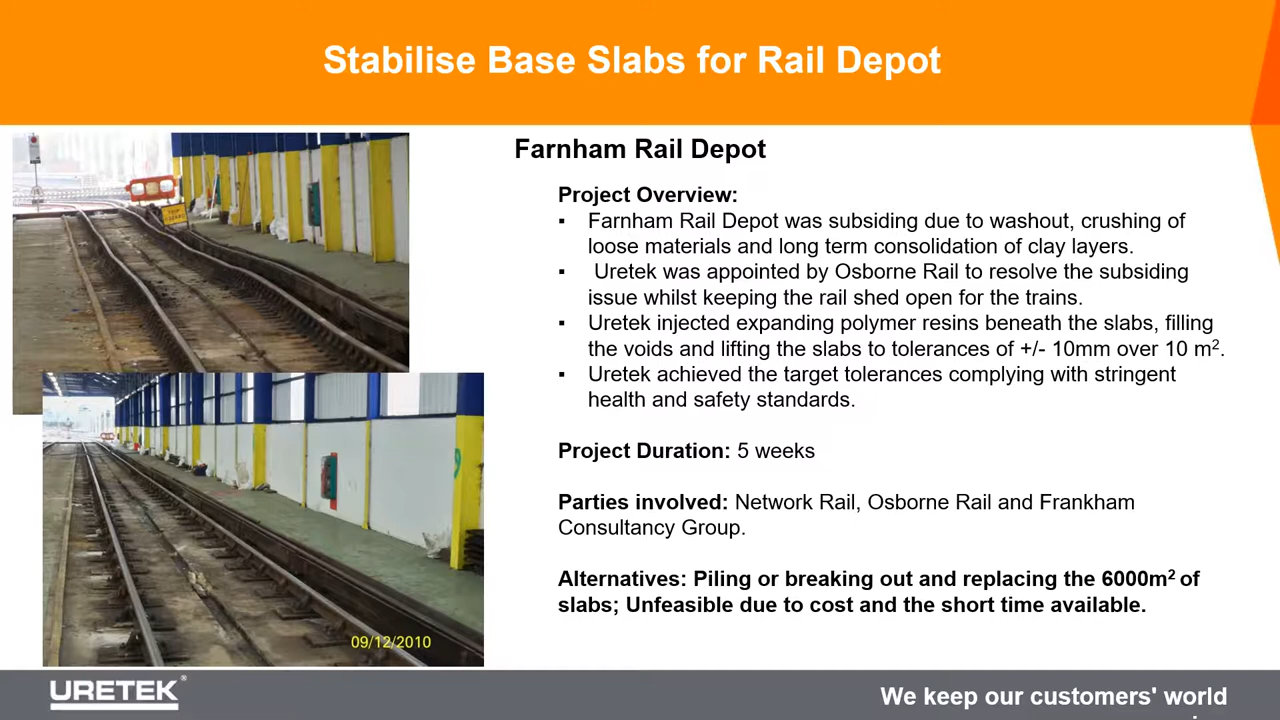 Stabilise Base Slabs for Rail Depot
Farnham Rail Depot
Project Overview:
▪ Farnham Rail Depot was subsiding due to washout, crushing of
loose materials and long term consolidation of clay layers.
▪ Uretek was appointed by Osborne Rail to resolve the subsiding
issue whilst keeping the rail shed open for the trains.
▪ Uretek injected expanding polymer resins beneath the slabs, filling
the voids and lifting the slabs to tolerances of +/- 10mm over 10 m².
▪ Uretek achieved the target tolerances complying with stringent
health and safety standards.
Project Duration: 5 weeks
Parties involved: Network Rail, Osborne Rail and Frankham
Consultancy Group.
Alternatives: Piling or breaking out and replacing the 6000m² of
slabs; Unfeasible due to cost and the short time available.
09/12/2010
URETEK®
We keep our customers' world